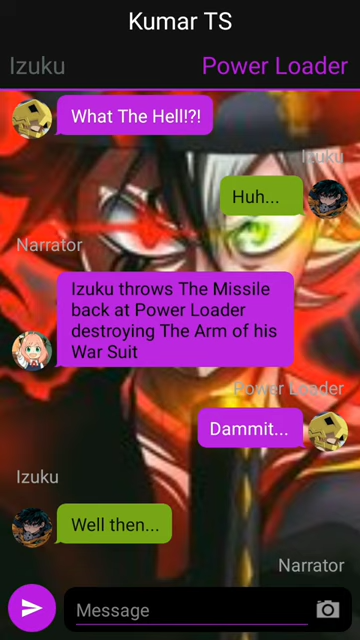 Kumar TS
Izuku
Power Loader
What The Hell!?!
Izuku
Huh...
Narrator
Izuku throws The Missile
back at Power Loader
destroying The Arm of his
War Suit
Power Loader
Dammit...
Izuku
Well then...
Narrator
Message